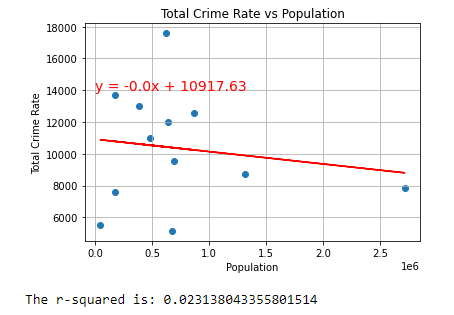 Total Crime Rate vs Population
18000
16000
14000
12000
10000
8000
6000
Total Crime Rate
y = -0.0x + 10917.63
0.0 0.5 1.0 1.5 2.0 2.5
1e6
Population
The r-squared is: 0.023138043355801514